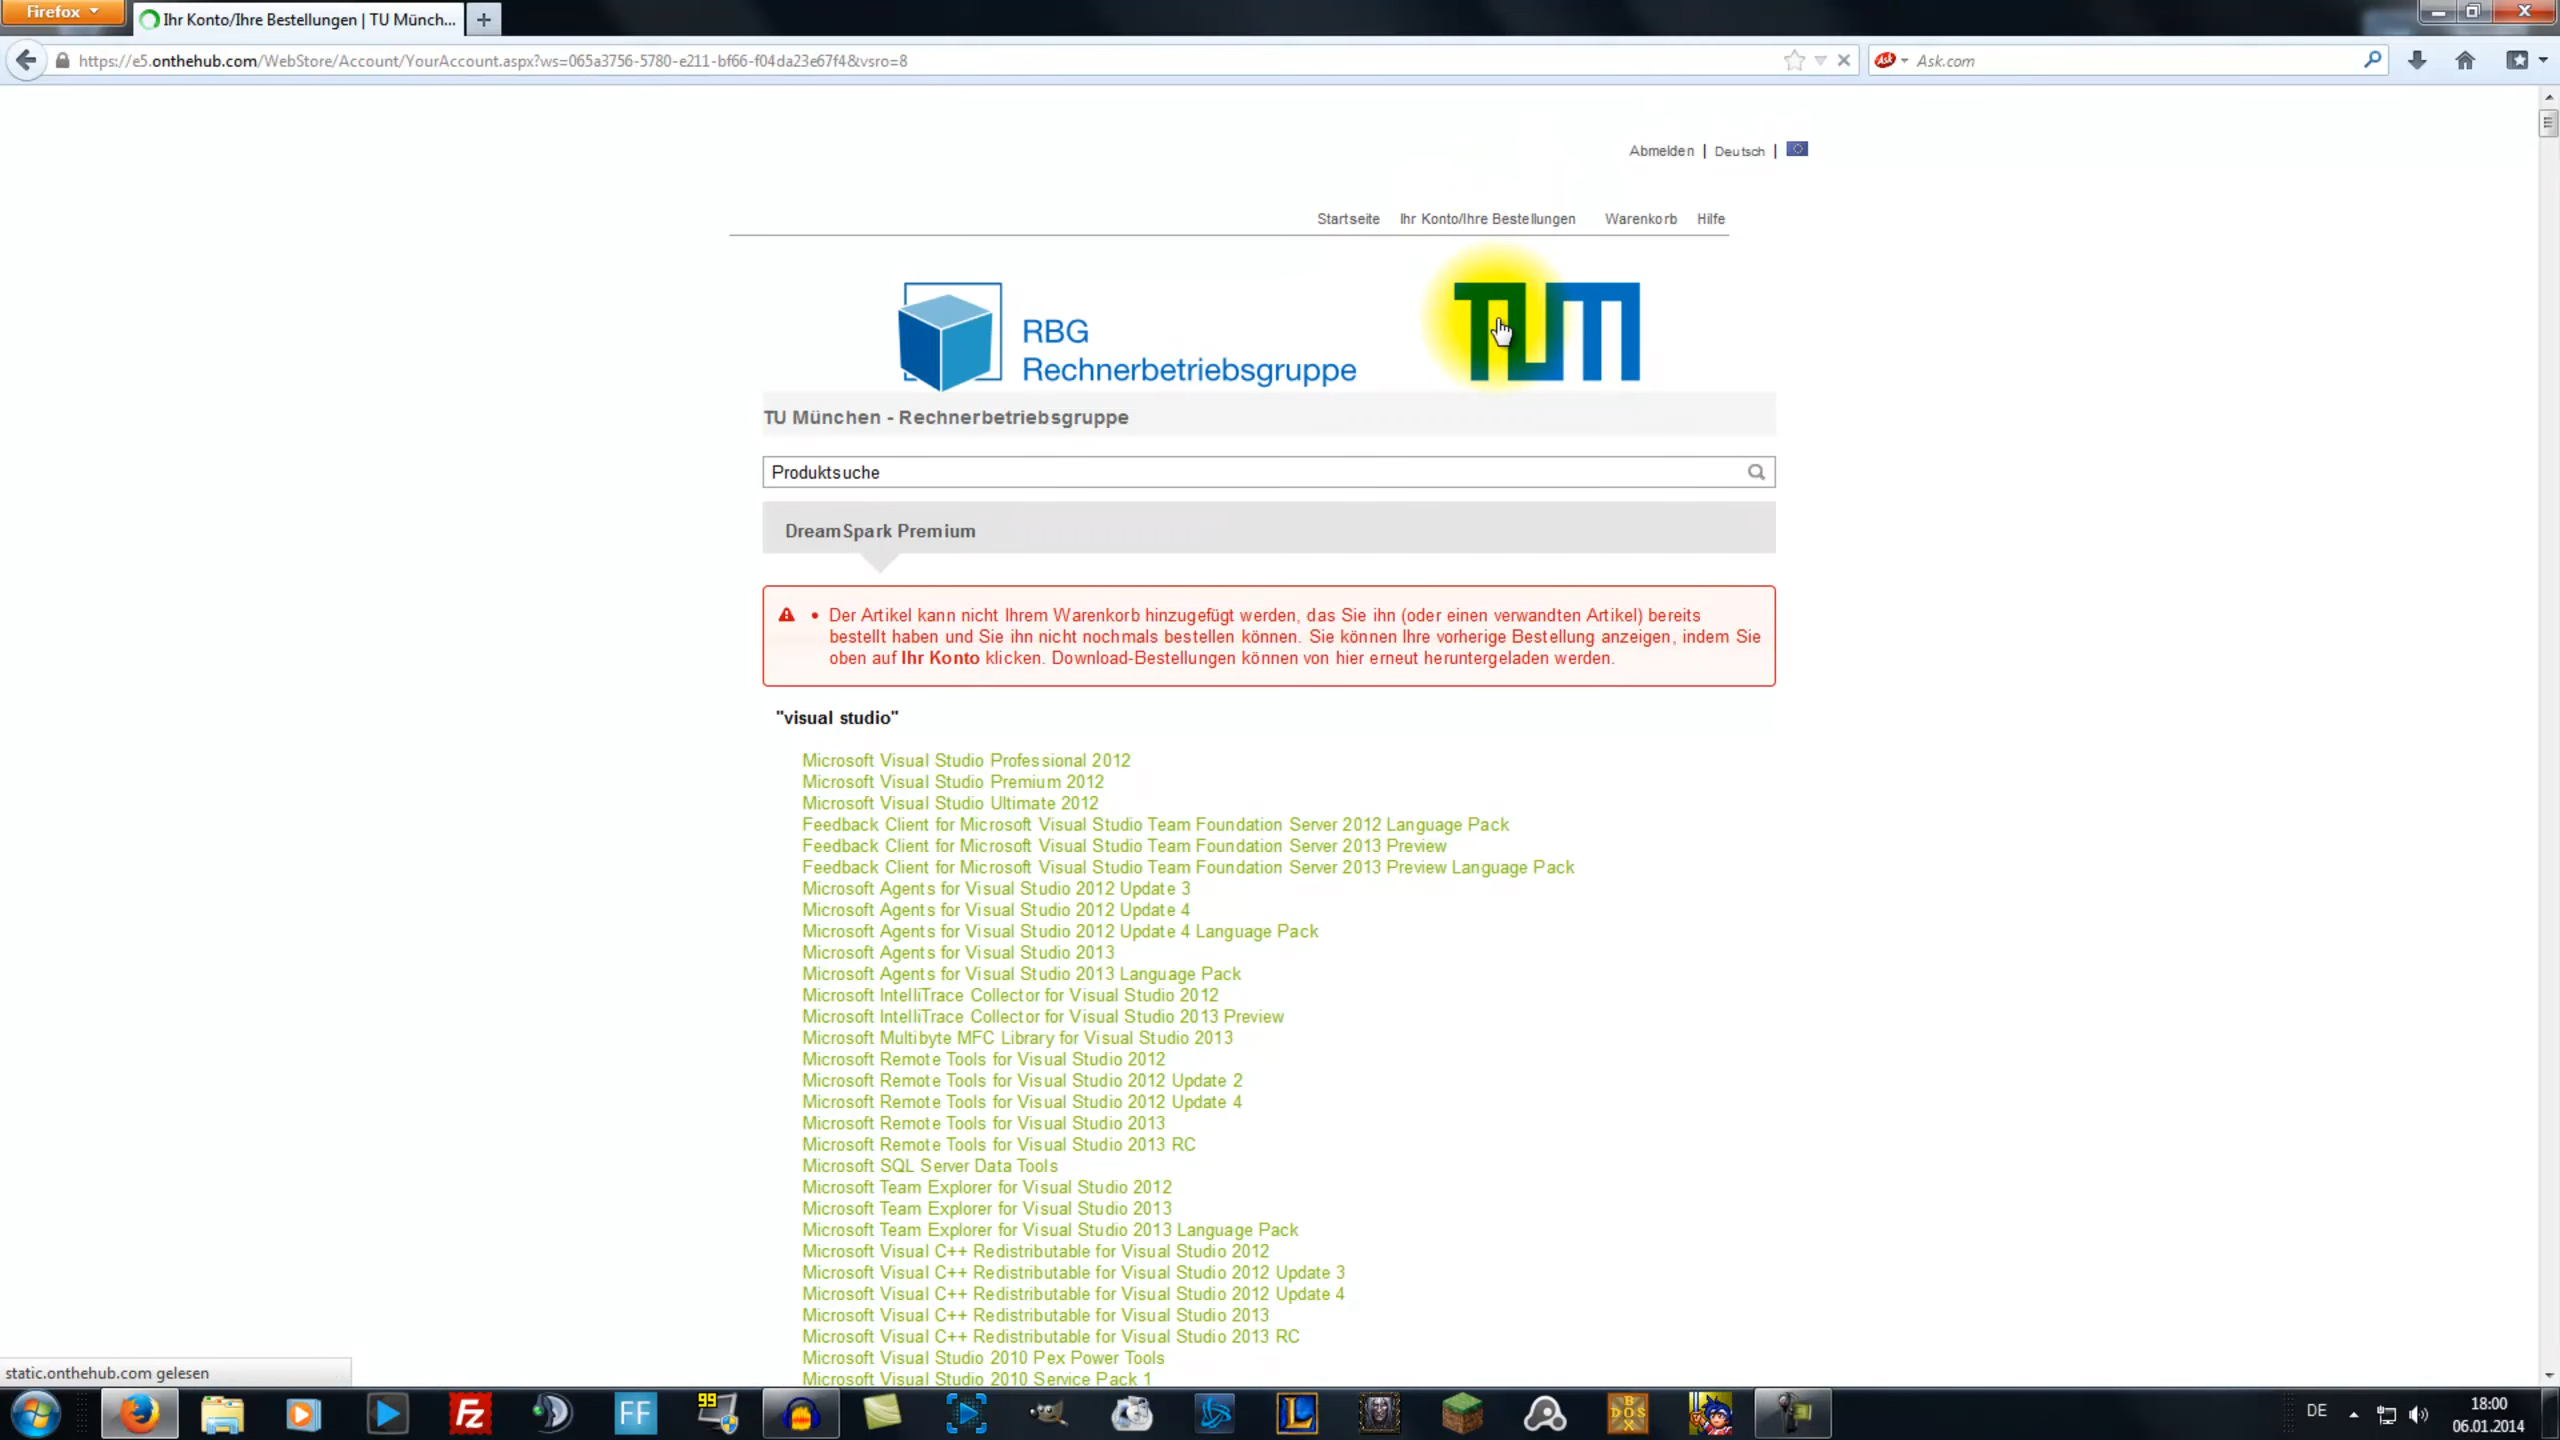 Firefox
Ihr Konto/Ihre Bestellungen | TU Münch...
https://e5.onthehub.com/WebStore/Account/YourAccount.aspx?ws=065a3756-5780-e211-bf66-f04da23e67f4&vsro=8
Ask
Ask.com
Abmelden | Deutsch |
Startseite Ihr Konto/Ihre Bestellungen Warenkorb Hilfe
RBG
Rechnerbetriebsgruppe
TUM
TU München - Rechnerbetriebsgruppe
Produktsuche
DreamSpark Premium
• Der Artikel kann nicht Ihrem Warenkorb hinzugefügt werden, das Sie ihn (oder einen verwandten Artikel) bereits
bestellt haben und Sie ihn nicht nochmals bestellen können. Sie können Ihre vorherige Bestellung anzeigen, indem Sie
oben auf Ihr Konto klicken. Download-Bestellungen können von hier erneut heruntergeladen werden.
"visual studio"
Microsoft Visual Studio Professional 2012
Microsoft Visual Studio Premium 2012
Microsoft Visual Studio Ultimate 2012
Feedback Client for Microsoft Visual Studio Team Foundation Server 2012 Language Pack
Feedback Client for Microsoft Visual Studio Team Foundation Server 2013 Preview
Feedback Client for Microsoft Visual Studio Team Foundation Server 2013 Preview Language Pack
Microsoft Agents for Visual Studio 2012 Update 3
Microsoft Agents for Visual Studio 2012 Update 4
Microsoft Agents for Visual Studio 2012 Update 4 Language Pack
Microsoft Agents for Visual Studio 2013
Microsoft Agents for Visual Studio 2013 Language Pack
Microsoft IntelliTrace Collector for Visual Studio 2012
Microsoft IntelliTrace Collector for Visual Studio 2013 Preview
Microsoft Multibyte MFC Library for Visual Studio 2013
Microsoft Remote Tools for Visual Studio 2012
Microsoft Remote Tools for Visual Studio 2012 Update 2
Microsoft Remote Tools for Visual Studio 2012 Update 4
Microsoft Remote Tools for Visual Studio 2013
Microsoft Remote Tools for Visual Studio 2013 RC
Microsoft SQL Server Data Tools
Microsoft Team Explorer for Visual Studio 2012
Microsoft Team Explorer for Visual Studio 2013
Microsoft Team Explorer for Visual Studio 2013 Language Pack
Microsoft Visual C++ Redistributable for Visual Studio 2012
Microsoft Visual C++ Redistributable for Visual Studio 2012 Update 3
Microsoft Visual C++ Redistributable for Visual Studio 2012 Update 4
Microsoft Visual C++ Redistributable for Visual Studio 2013
Microsoft Visual C++ Redistributable for Visual Studio 2013 RC
Microsoft Visual Studio 2010 Pex Power Tools
Microsoft Visual Studio 2010 Service Pack 1
static.onthehub.com gelesen
FZ
FF
99
L
BOX
DOS
DE
18:00
06.01.2014